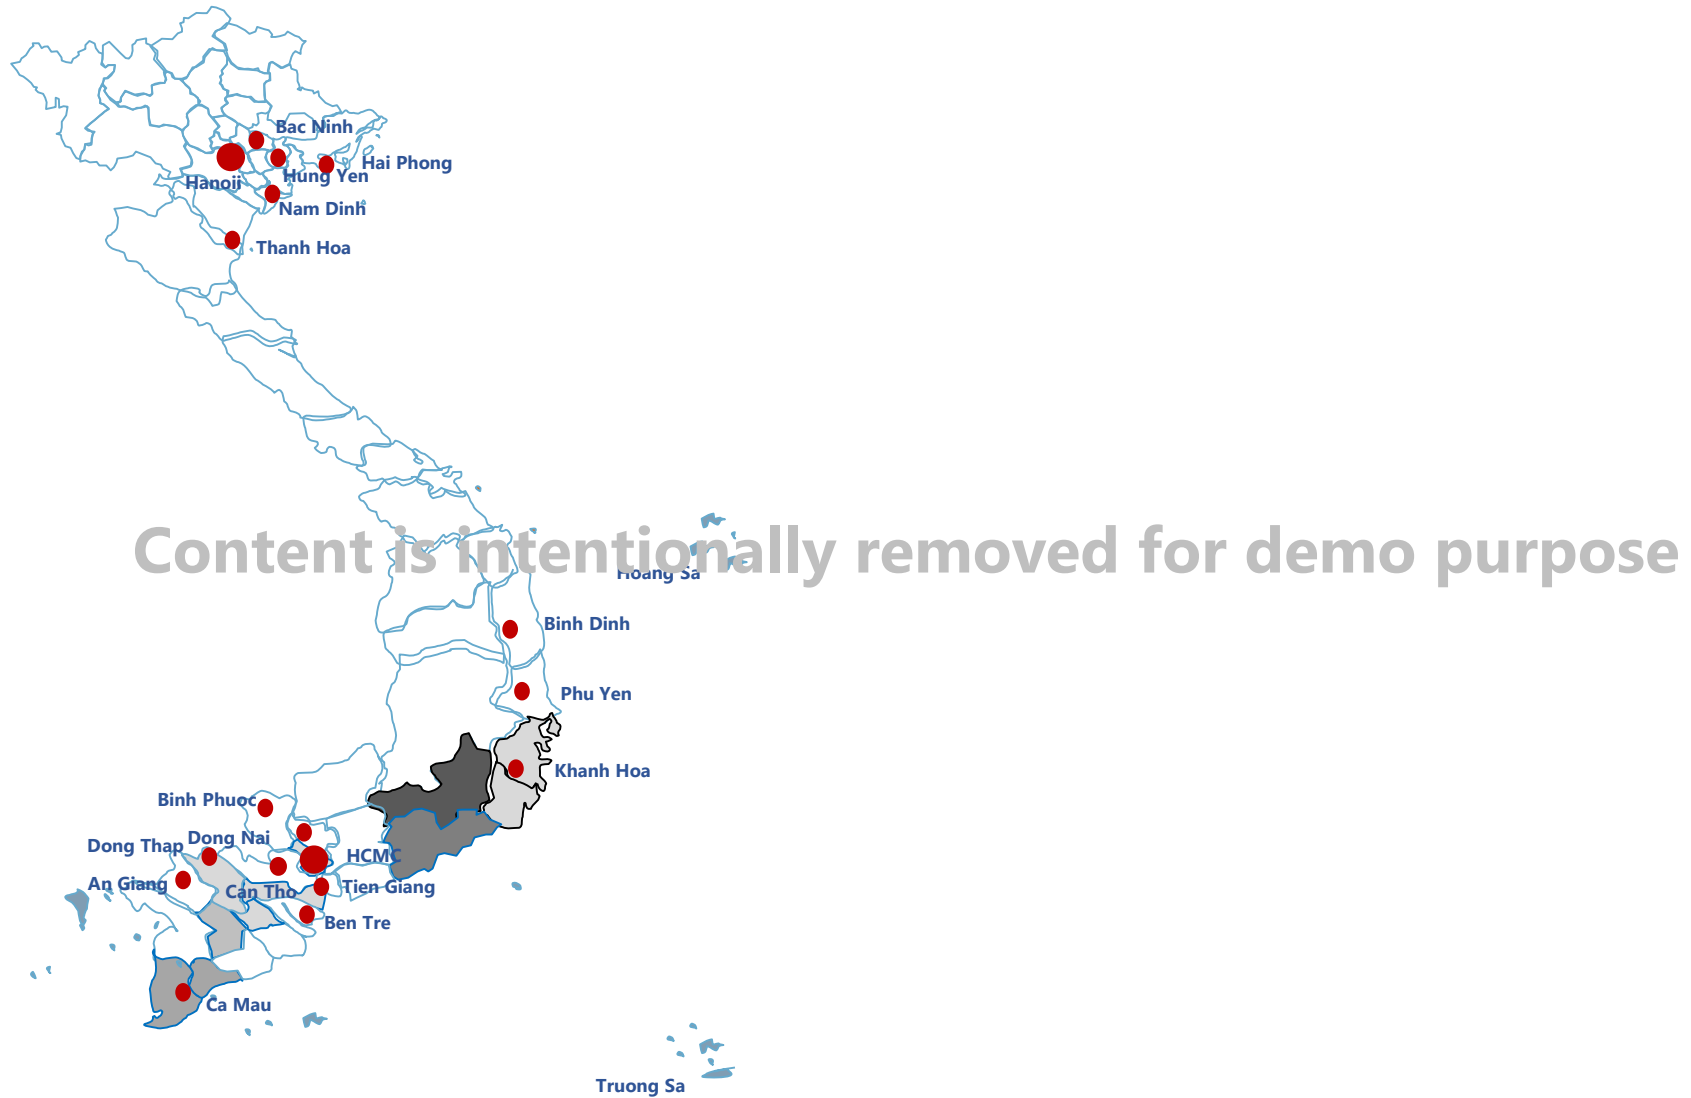 Bac Ninh
Hai Phong
Hung Yen
Hanoii
Nam Dinh
Thanh Hoa
Content is intentionally removed for demo purpose
Hoang Sa
Binh Dinh
Phu Yen
Khanh Hoa
Binh Phuoc
Dong Nai
Dong Thap
HCMC
An Giang
Can Tho
Tien Giang
Ben Tre
Ca Mau
Truong Sa